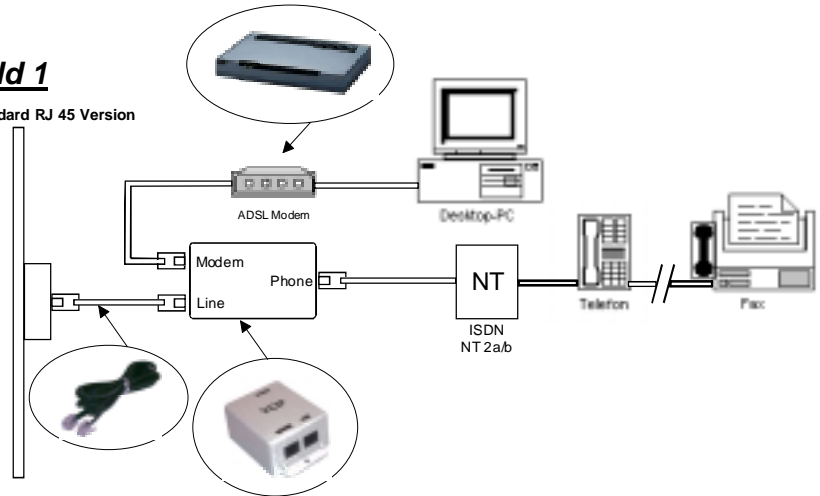 ld 1
dard RJ 45 Version
ADSL Modem
Desktop-PC
Modem
Phone
Line
NT
ISDN
NT 2a/b
Telefon
Fax